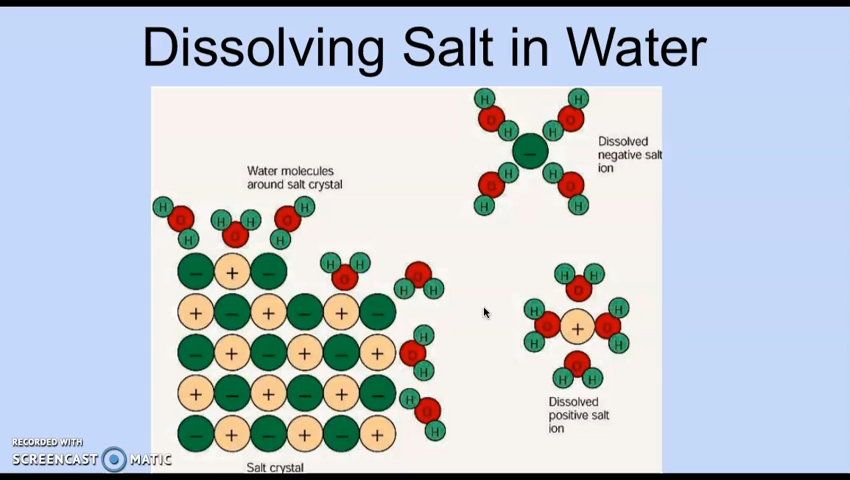 Dissolving Salt in Water
Water molecules
around salt crystal
H
O
H
H
O
H
H
O
H
−
+
−
H
O
H
O
H
H
+
−
+
−
+
−
−
+
−
+
−
+
H
O
H
+
−
+
−
+
−
H
O
H
−
+
−
+
−
+
Salt crystal
H
H
O
O
H
H
−
H
H
O
O
H
H
Dissolved
negative salt
ion
H
H
O
H
O
H
+
O
H
H
O
H
H
Dissolved
positive salt
ion
RECORDED WITH
SCREENCAST MATIC